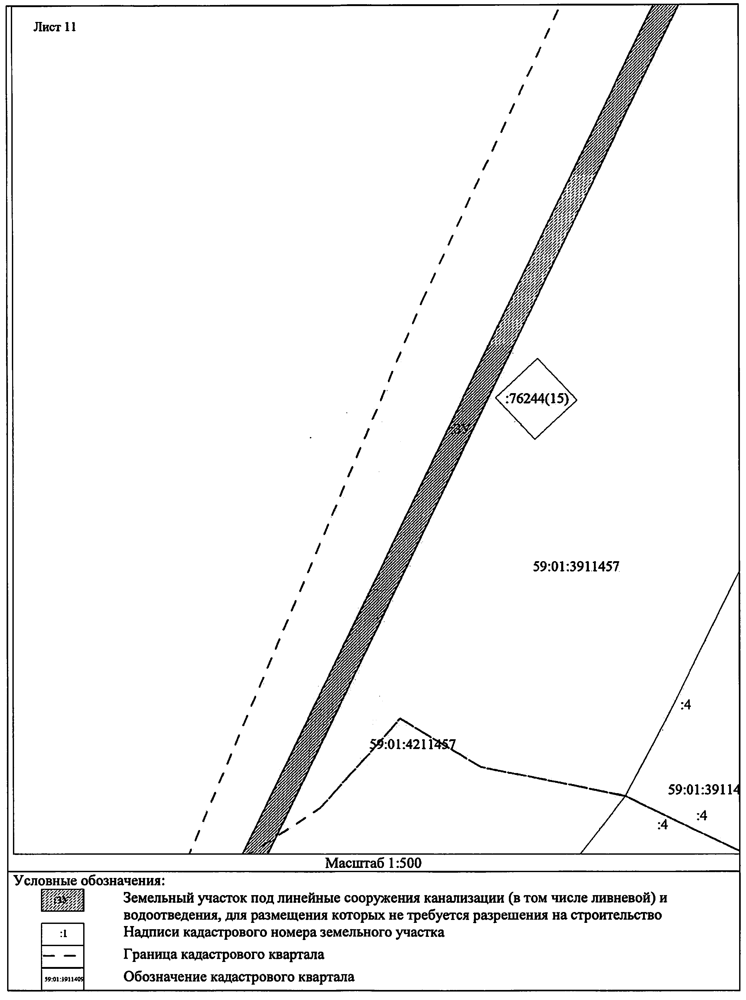 Лист 11
:76244(15)
:ЗУ
59:01:3911457
:4
59:01:4211457
59:01:39114
:4
:4
Масштаб 1:500
Условные обозначения:
:ЗУ
Земельный участок под линейные сооружения канализации (в том числе ливневой) и
водоотведения, для размещения которых не требуется разрешения на строительство
:1
Надписи кадастрового номера земельного участка
Граница кадастрового квартала
59:01:3911409
Обозначение кадастрового квартала